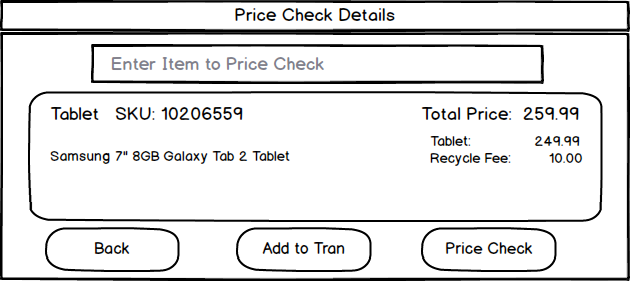 Price Check Details
Enter Item to Price Check
Tablet SKU: 10206559 Total Price: 259.99
Tablet: 249.99
Samsung 7" 8GB Galaxy Tab 2 Tablet Recycle Fee: 10.00
Back Add to Tran Price Check